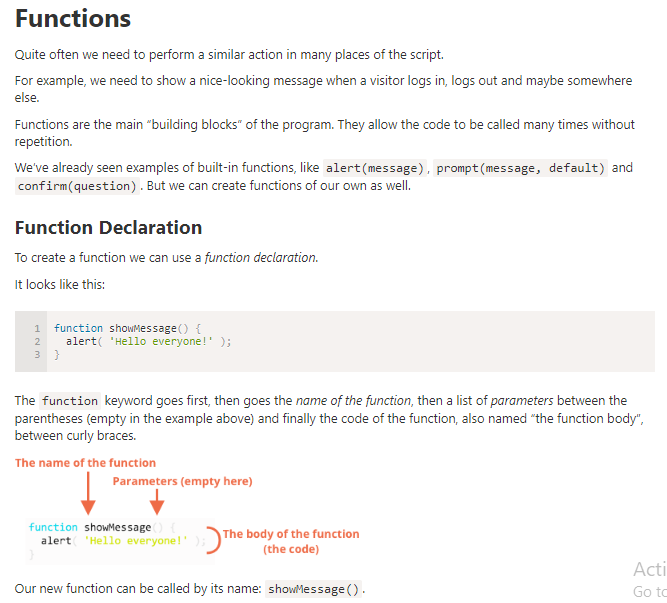 Functions
Quite often we need to perform a similar action in many places of the script.
For example, we need to show a nice-looking message when a visitor logs in, logs out and maybe somewhere
else.
Functions are the main “building blocks” of the program. They allow the code to be called many times without
repetition.
We’ve already seen examples of built-in functions, like alert(message), prompt(message, default) and
confirm(question). But we can create functions of our own as well.
Function Declaration
To create a function we can use a function declaration.
It looks like this:
1 function showMessage() {
2   alert( 'Hello everyone!' );
3 }
The function keyword goes first, then goes the name of the function, then a list of parameters between the
parentheses (empty in the example above) and finally the code of the function, also named “the function body”,
between curly braces.
The name of the function
Parameters (empty here)
function showMessage() {
  alert( 'Hello everyone!' );
}
The body of the function
(the code)
Our new function can be called by its name: showMessage().
Acti
Go to